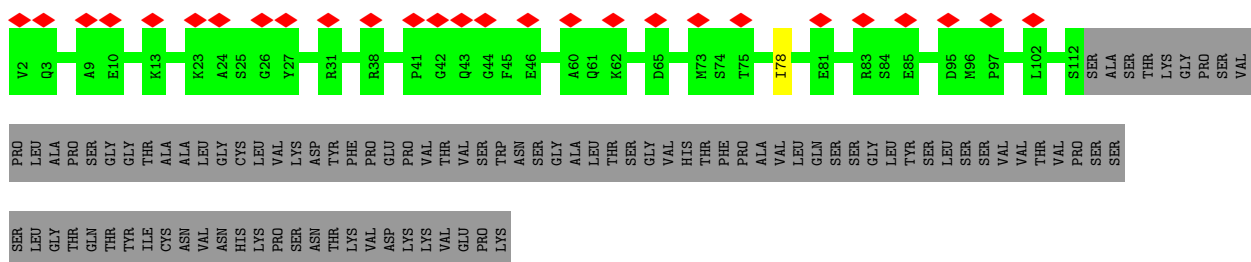 V2 Q3 A9 E10 K13 K23 A24 S25 G26 Y27 R31 R38 P41 G42 Q43 G44 F45 E46 A60 Q61 K62 D65 M73 S74 T75 I78 E81 R83 S84 E85 D95 M96 P97 L102 S112 SER ALA SER THR LYS GLY PRO SER VAL
PRO LEU ALA PRO SER GLY GLY THR ALA ALA LEU GLY CYS LEU VAL LYS ASP TYR PHE PRO GLU PRO VAL THR VAL SER TRP ASN SER GLY ALA LEU THR SER GLY VAL HIS THR PHE PRO ALA VAL LEU GLN SER SER GLY LEU TYR SER LEU SER SER VAL VAL THR VAL PRO SER SER
SER LEU GLY THR GLN THR TYR ILE CYS ASN VAL ASN HIS LYS PRO SER ASN THR LYS VAL ASP LYS LYS VAL GLU PRO LYS